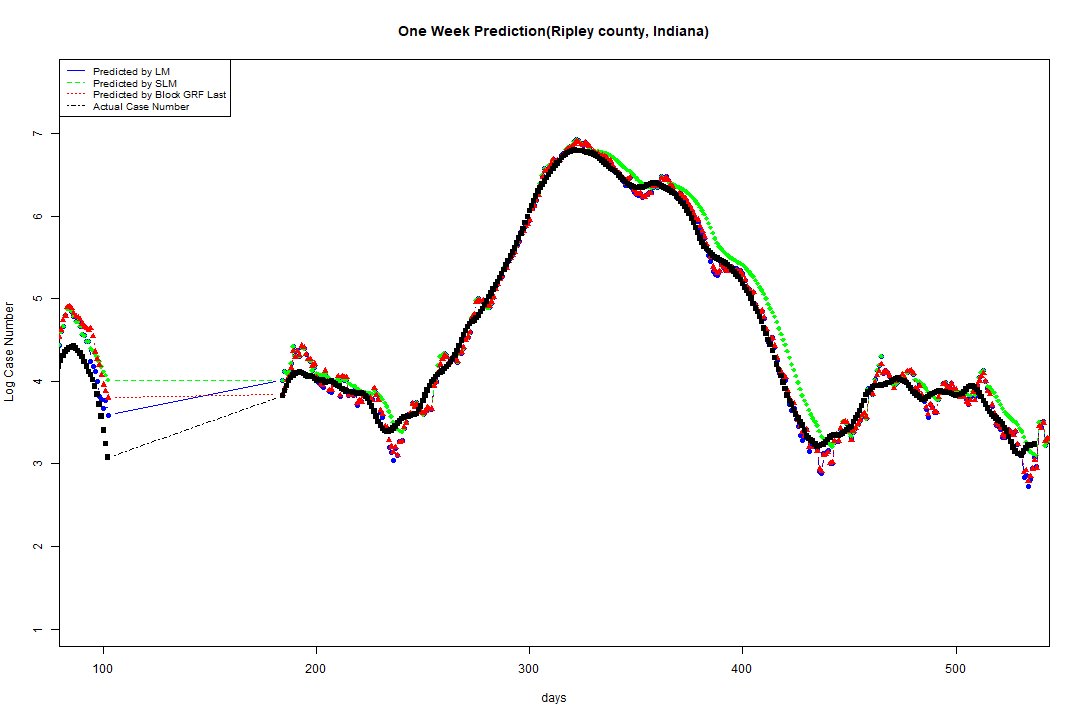 One Week Prediction(Ripley county, Indiana)
Predicted by LM
Predicted by SLM
Predicted by Block GRF Last
Actual Case Number
Log Case Number
7
6
5
4
3
2
1
100 200 300 400 500
days